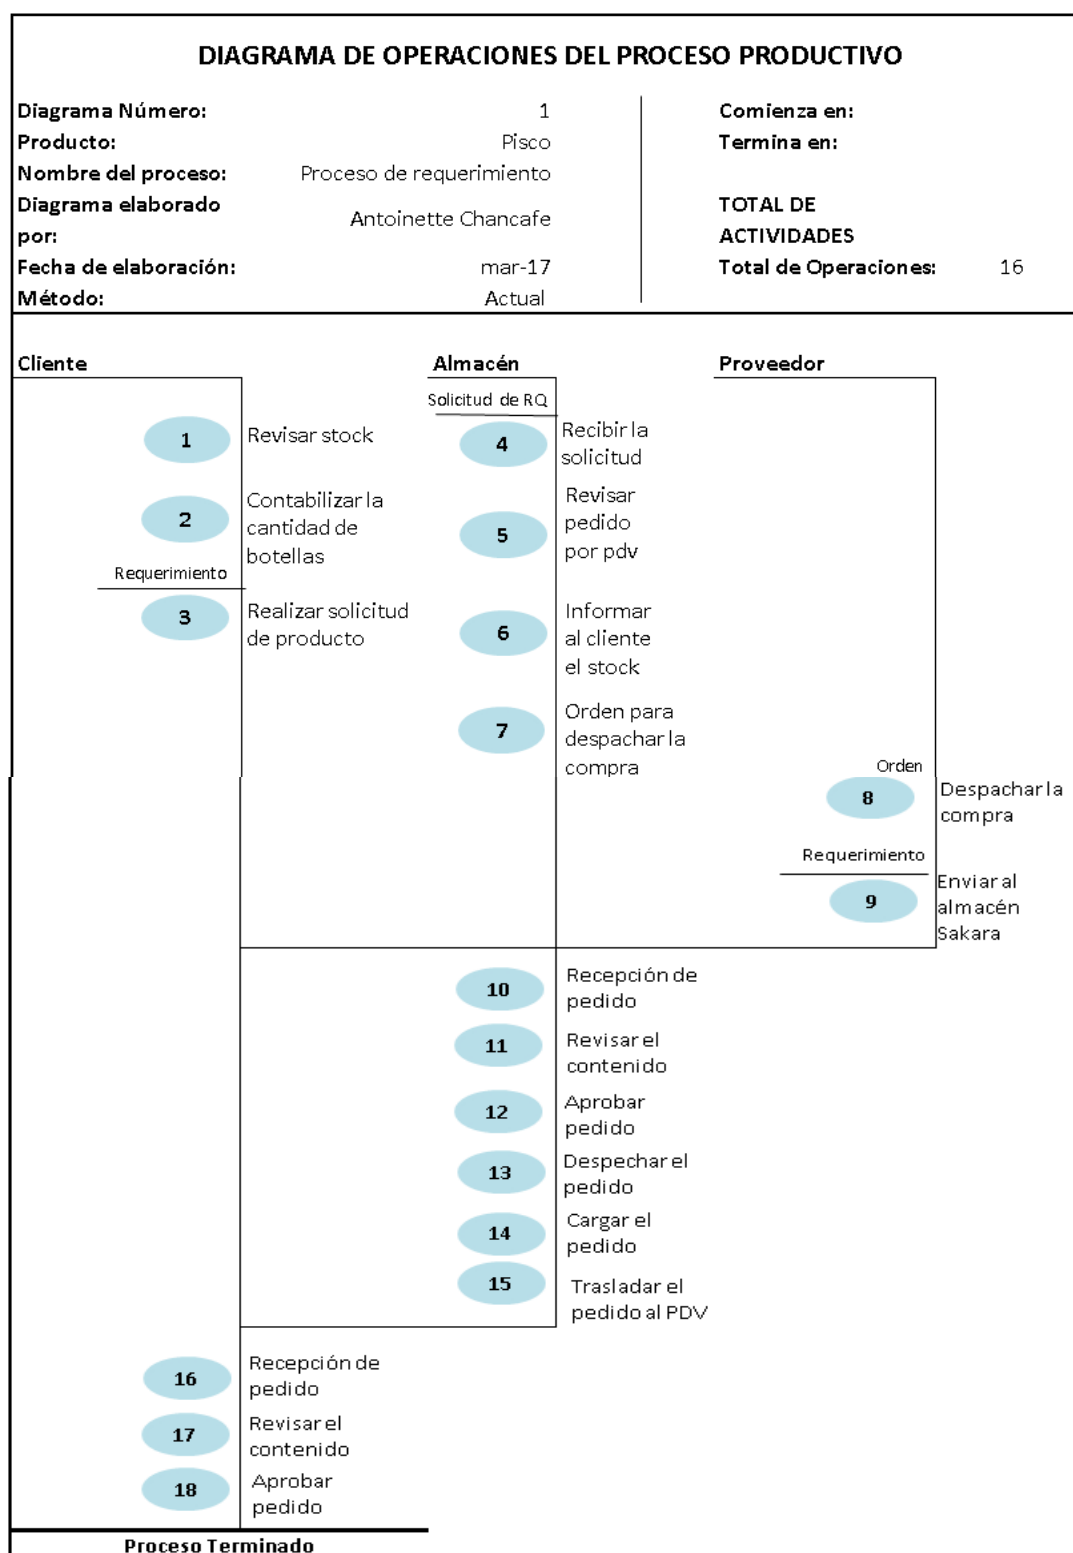 DIAGRAMA DE OPERACIONES DEL PROCESO PRODUCTIVO
Diagrama Número: 1
Producto: Pisco
Nombre del proceso: Proceso de requerimiento
Diagrama elaborado
por: Antoinette Chancafe
Fecha de elaboración: mar-17
Método: Actual
Comienza en:
Termina en:
TOTAL DE
ACTIVIDADES
Total de Operaciones: 16
Cliente
Almacén
Proveedor
1
Revisar stock
2
Contabilizar la
cantidad de
botellas
Requerimiento
3
Realizar solicitud
de producto
Solicitud de RQ
4
Recibir la
solicitud
5
Revisar
pedido
por pdv
6
Informar
al cliente
el stock
7
Orden para
despachar la
compra
Orden
8
Despachar la
compra
Requerimiento
9
Enviar al
almacén
Sakara
10
Recepción de
pedido
11
Revisar el
contenido
12
Aprobar
pedido
13
Despechar el
pedido
14
Cargar el
pedido
15
Trasladar el
pedido al PDV
16
Recepción de
pedido
17
Revisar el
contenido
18
Aprobar
pedido
Proceso Terminado